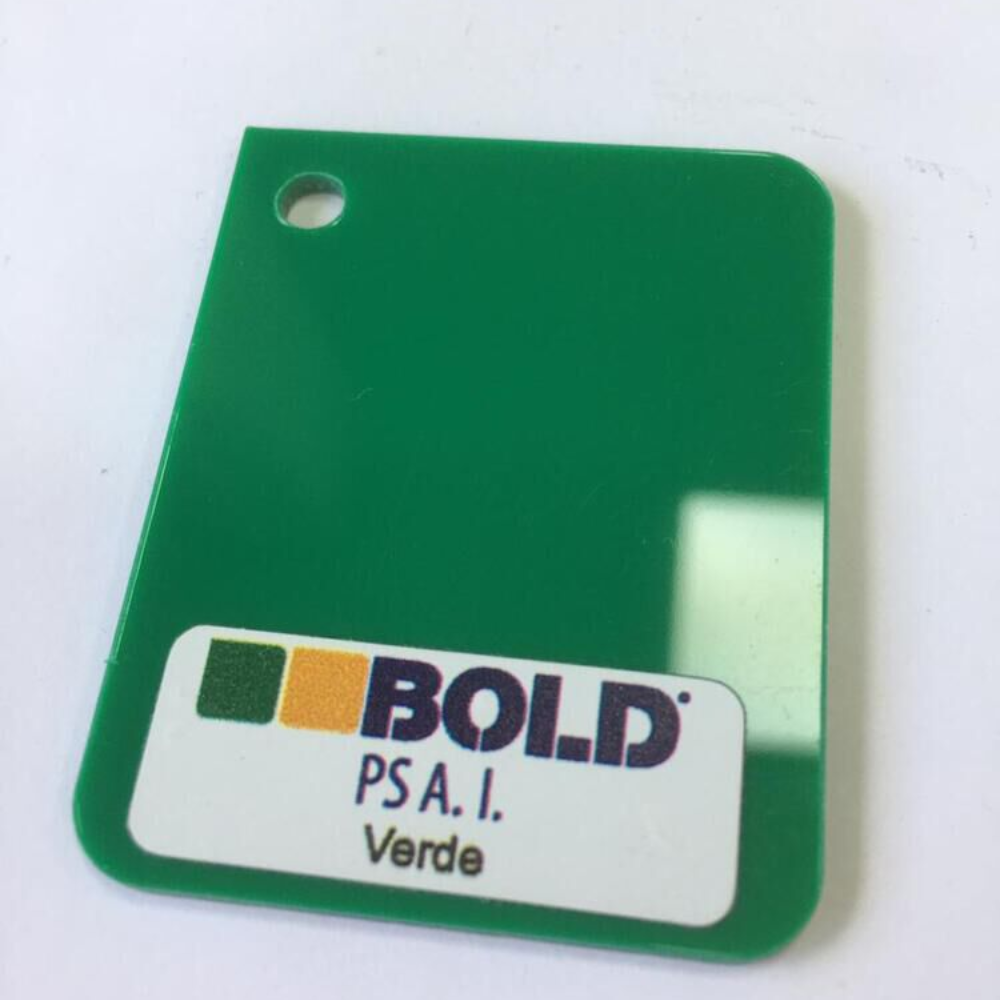 BOLD
PS A. I.
Verde